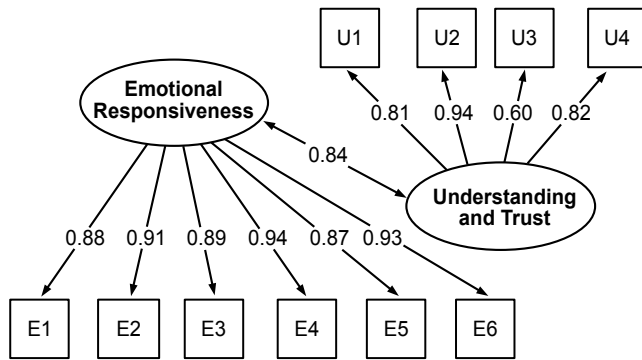 U1 U2 U3 U4
Emotional
Responsiveness
0.81 0.94 0.60 0.82
0.84
Understanding
and Trust
0.88 0.91 0.89 0.94 0.87 0.93
E1 E2 E3 E4 E5 E6